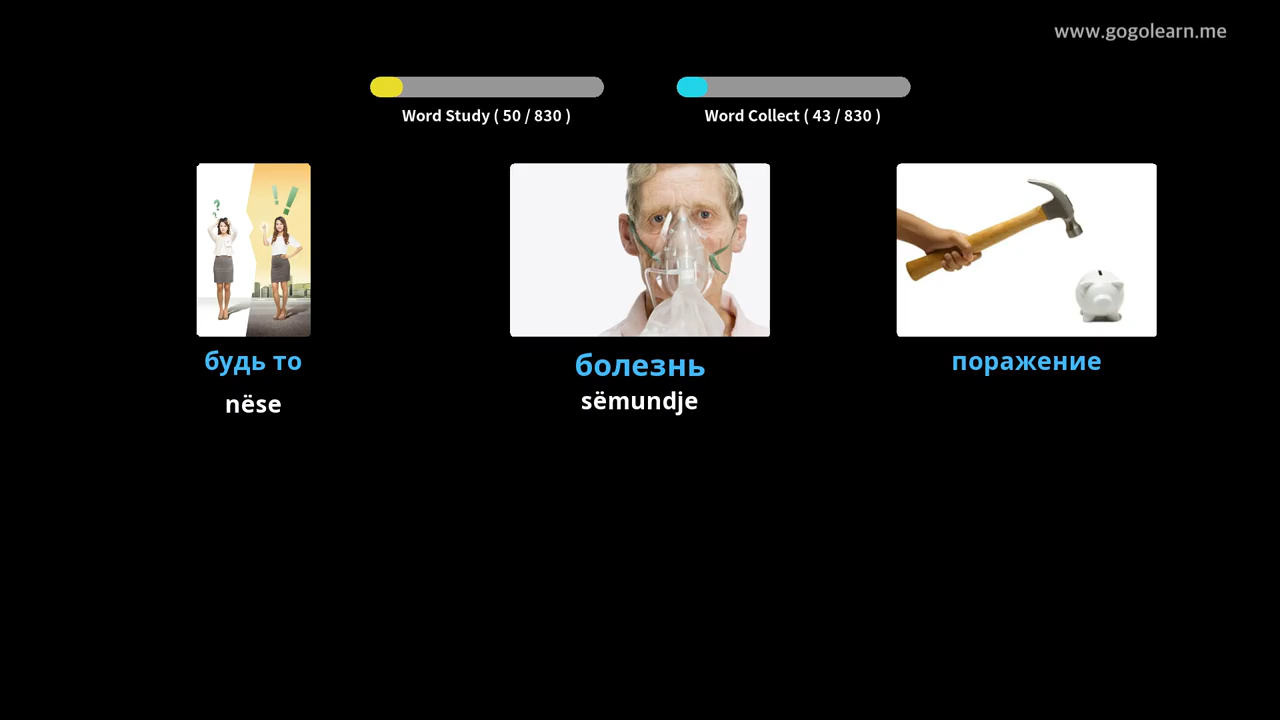 www.gogolearn.me
Word Study ( 50 / 830 )
Word Collect ( 43 / 830 )
будь то
nëse
болезнь
sëmundje
поражение